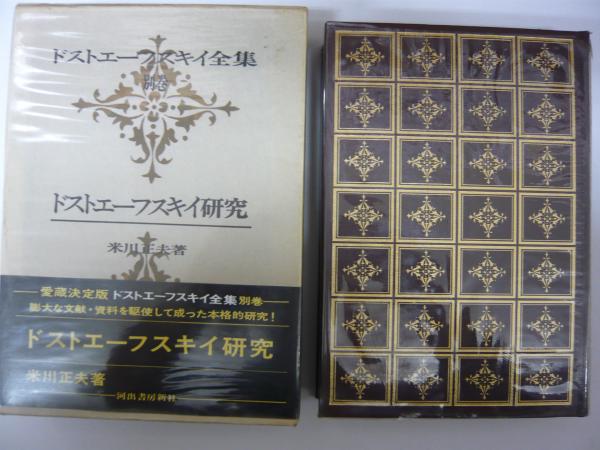 ドストエーフスキイ全集
別巻
ドストエーフスキイ研究
米川正夫著
愛蔵決定版 ドストエーフスキイ全集 別巻
膨大な文献・資料を駆使して成った本格的研究!
ドストエーフスキイ研究
米川正夫著
河出書房新社